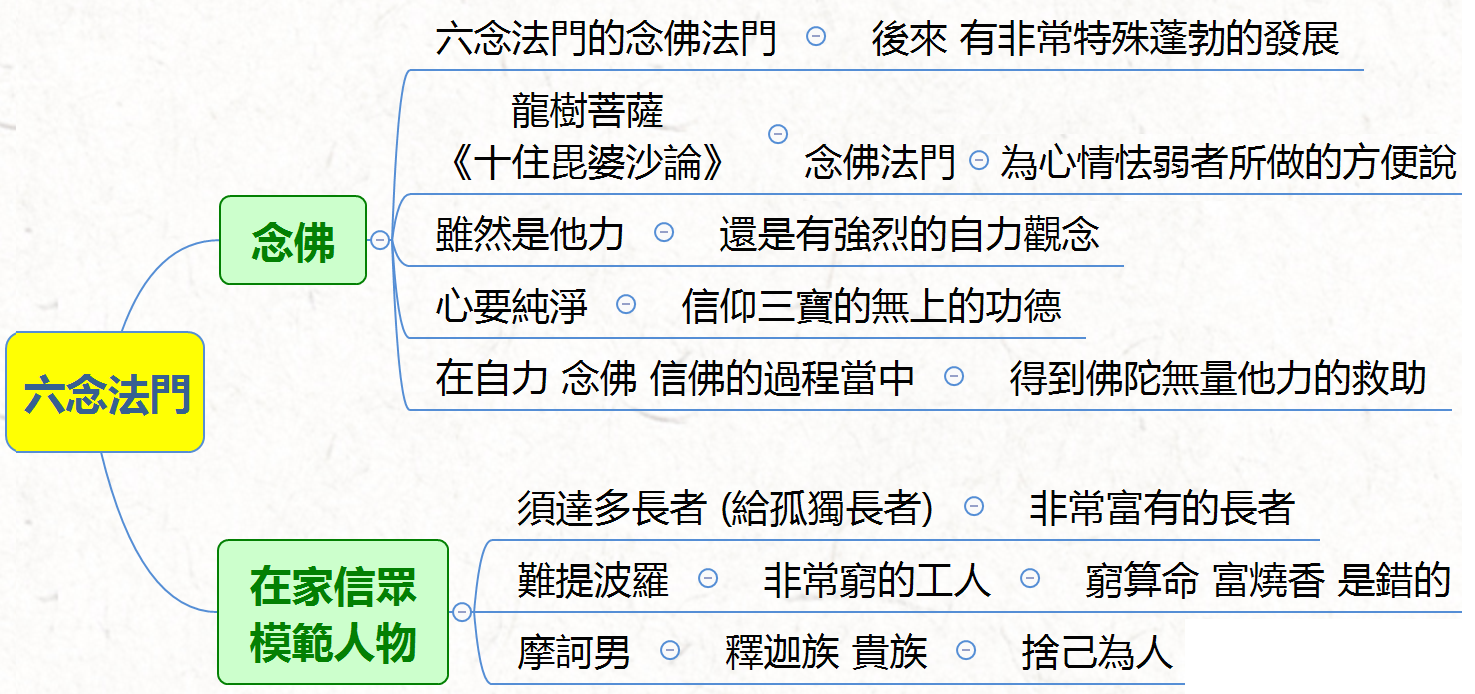 六念法門
念佛
六念法門的念佛法門 後來 有非常特殊蓬勃的發展
龍樹菩薩
《十住毘婆沙論》 念佛法門 為心情怯弱者所做的方便說
雖然是他力 還是有強烈的自力觀念
心要純淨 信仰三寶的無上的功德
在自力 念佛 信佛的過程當中 得到佛陀無量他力的救助
在家信眾
模範人物
須達多長者 (給孤獨長者) 非常富有的長者
難提波羅 非常窮的工人 窮算命 富燒香 是錯的
摩訶男 釋迦族 貴族 捨己為人